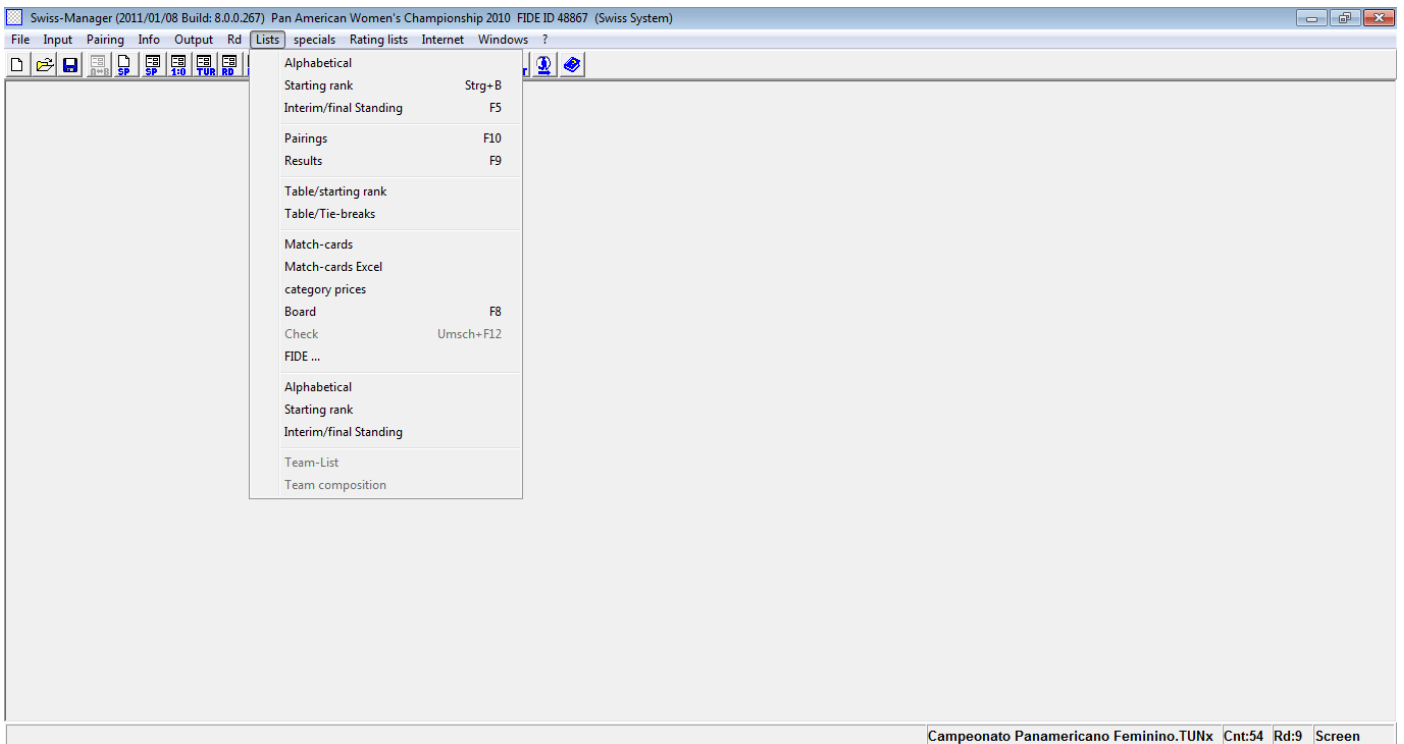 Swiss-Manager (2011/01/08 Build: 8.0.0.267) Pan American Women's Championship 2010 FIDE ID 48867 (Swiss System)
File Input Pairing Info Output Rd Lists specials Rating lists Internet Windows ?
SP SP 1:0 TUR RD
Alphabetical
Starting rank Strg+B
Interim/final Standing F5
Pairings F10
Results F9
Table/starting rank
Table/Tie-breaks
Match-cards
Match-cards Excel
category prices
Board F8
Check Umsch+F12
FIDE ...
Alphabetical
Starting rank
Interim/final Standing
Team-List
Team composition
Campeonato Panamericano Feminino.TUNx Cnt:54 Rd:9 Screen